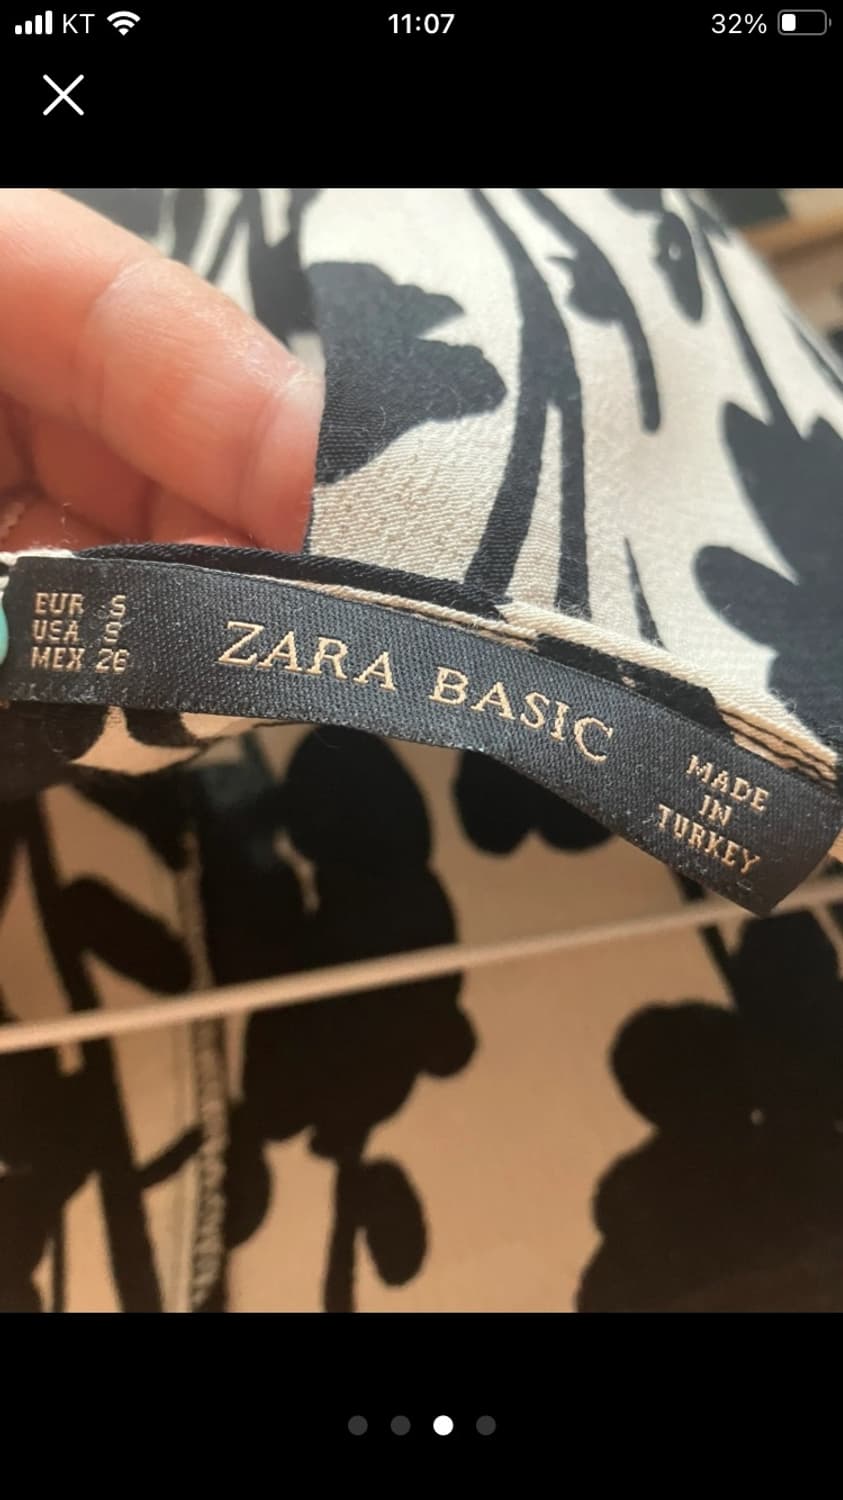 KT 11:07 32%
EUR S
USA S
MEX 26
ZARA BASIC
MADE
IN
TURKEY